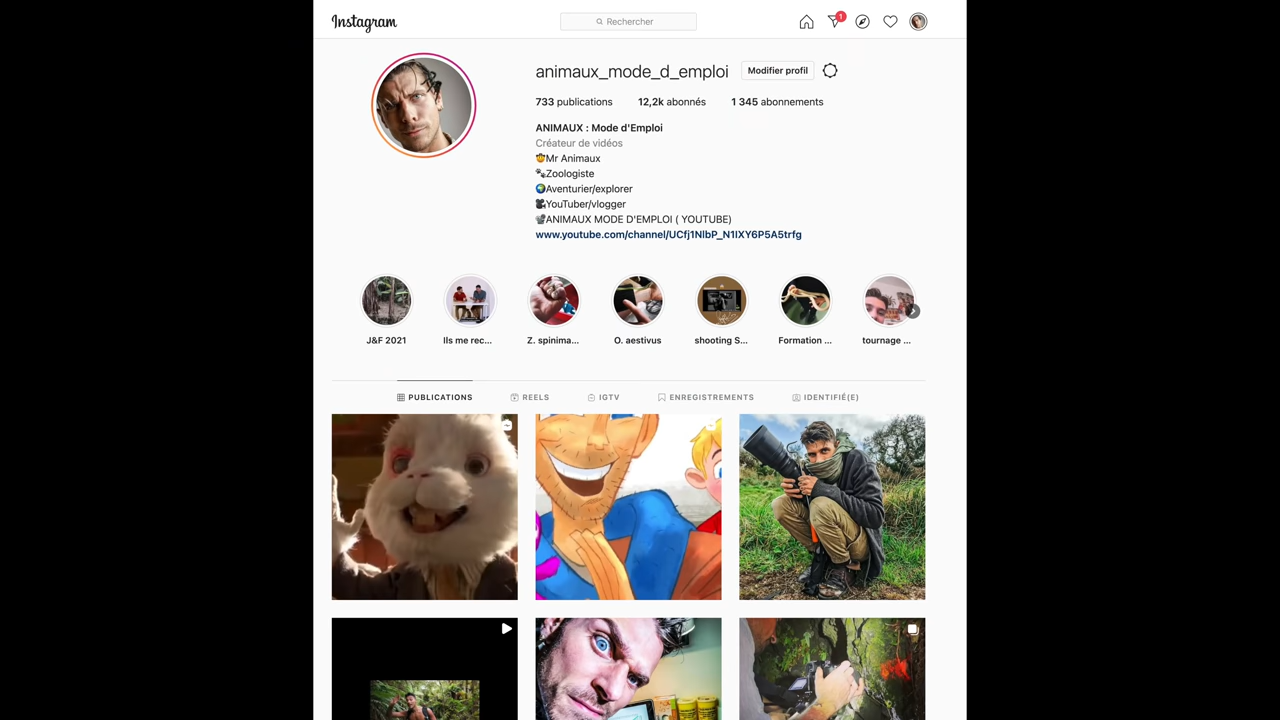 Instagram
Rechercher
1
animaux_mode_d_emploi
Modifier profil
733 publications 12,2k abonnés 1 345 abonnements
ANIMAUX : Mode d'Emploi
Créateur de vidéos
🤠Mr Animaux
🐾Zoologiste
🌍Aventurier/explorer
🎥YouTuber/vlogger
📽ANIMAUX MODE D'EMPLOI ( YOUTUBE)
www.youtube.com/channel/UCfj1NlbP_N1IXY6P5A5trfg
J&F 2021
Ils me rec...
Z. spinima...
O. aestivus
shooting S...
Formation ...
tournage ...
PUBLICATIONS
REELS
IGTV
ENREGISTREMENTS
IDENTIFIÉ(E)